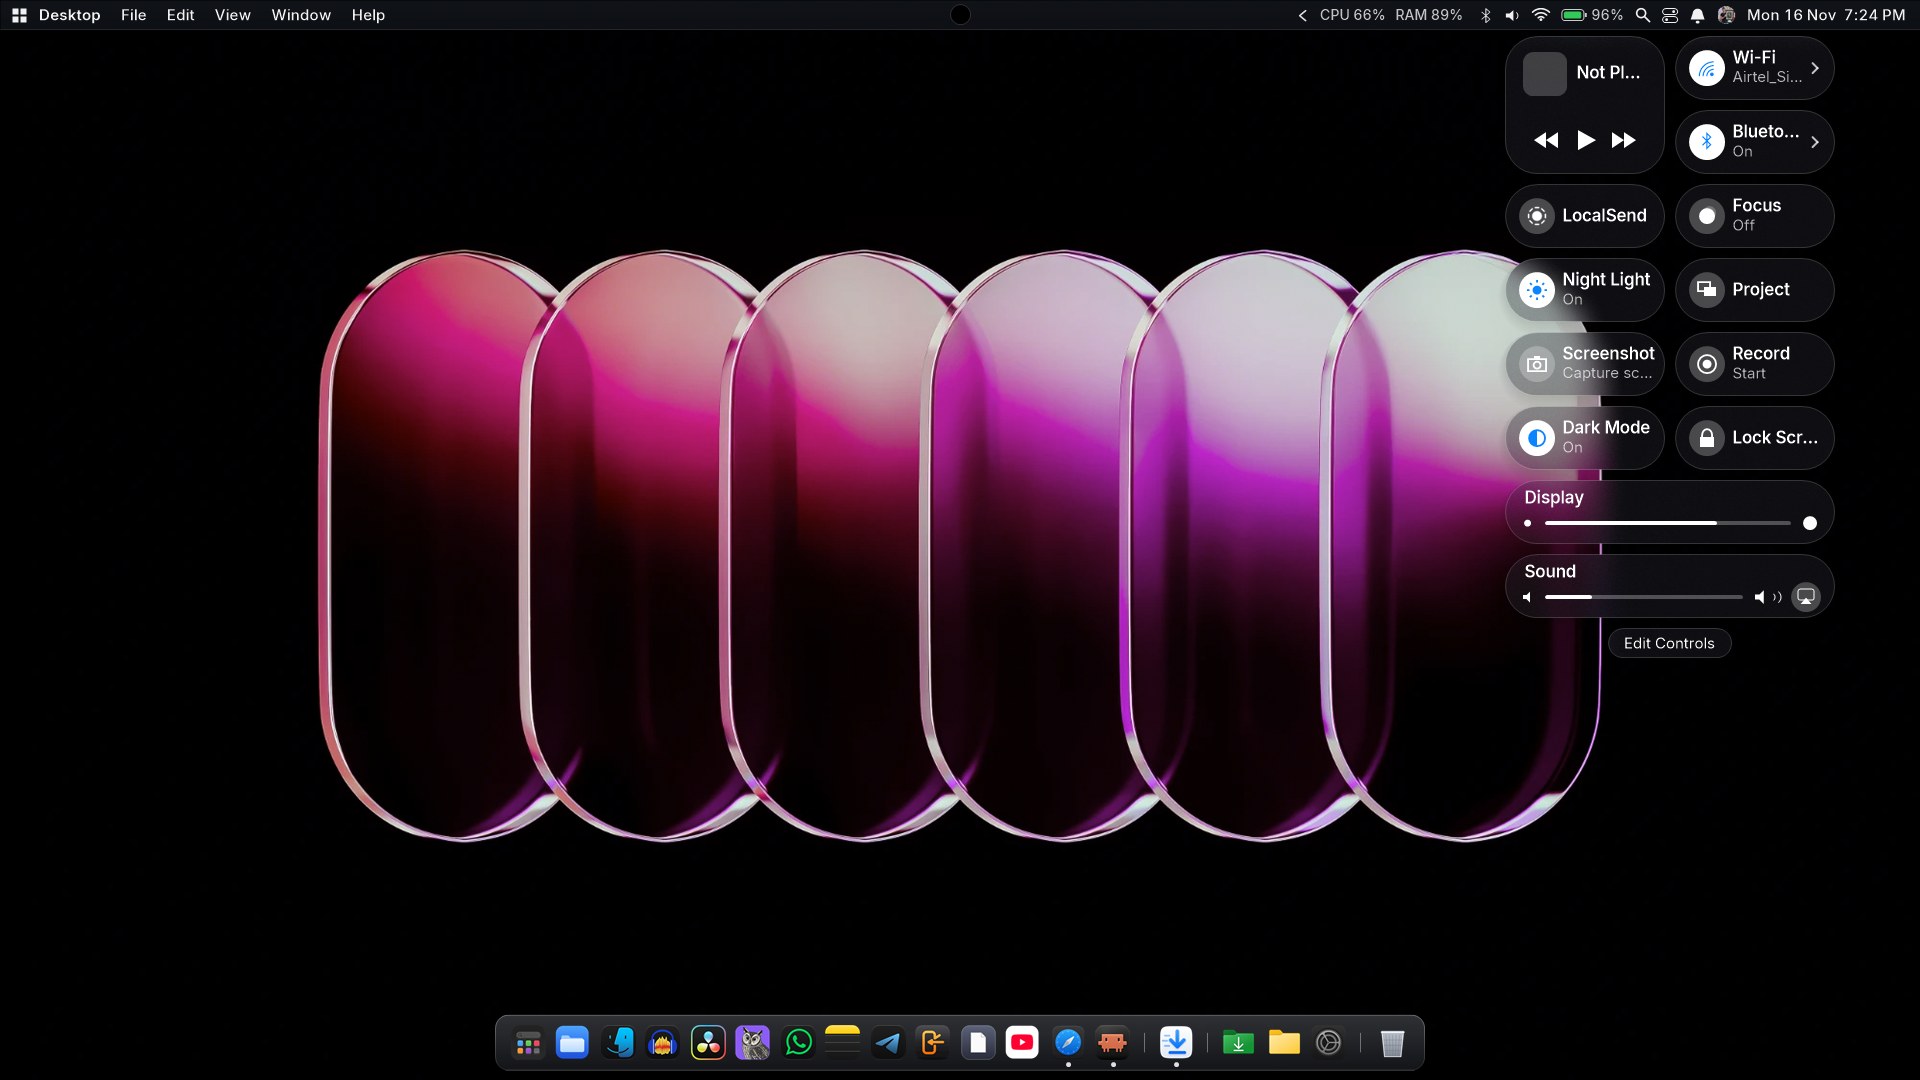 Desktop File Edit View Window Help
CPU 66% RAM 89% 96% Mon 16 Nov 7:24 PM
Not Pl...
Wi-Fi
Airtel_Si...
Blueto...
On
LocalSend
Focus
Off
Night Light
On
Project
Screenshot
Capture sc...
Record
Start
Dark Mode
On
Lock Scr...
Display
Sound
Edit Controls